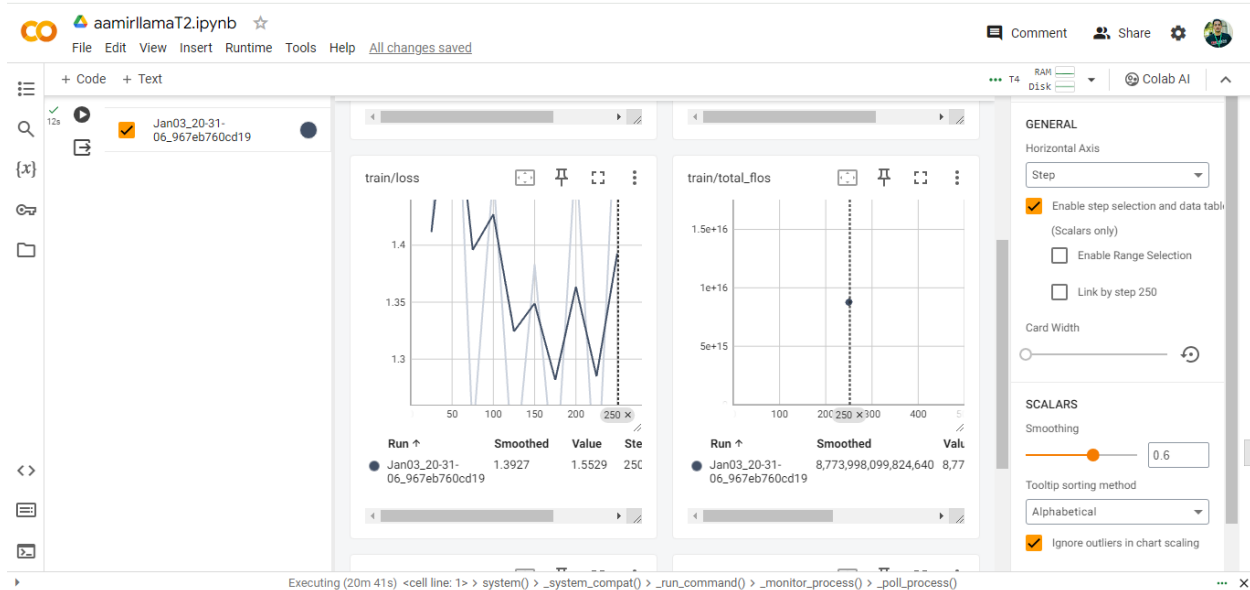 aamirllamaT2.ipynb
File Edit View Insert Runtime Tools Help All changes saved
Comment Share
+ Code + Text
T4 RAM Disk Colab AI
12s
Jan03_20-31-
06_967eb760cd19
{x}
train/loss
1.4
1.35
1.3
50 100 150 200 250 ×
Run ↑ Smoothed Value Ste
Jan03_20-31- 1.3927 1.5529 250
06_967eb760cd19
train/total_flos
1.5e+16
1e+16
5e+15
100 200 250 × 300 400 5
Run ↑ Smoothed Valu
Jan03_20-31- 8,773,998,099,824,640 8,77
06_967eb760cd19
GENERAL
Horizontal Axis
Step
Enable step selection and data table
(Scalars only)
Enable Range Selection
Link by step 250
Card Width
SCALARS
Smoothing
0.6
Tooltip sorting method
Alphabetical
Ignore outliers in chart scaling
Executing (20m 41s) <cell line: 1> > system() > _system_compat() > _run_command() > _monitor_process() > _poll_process()